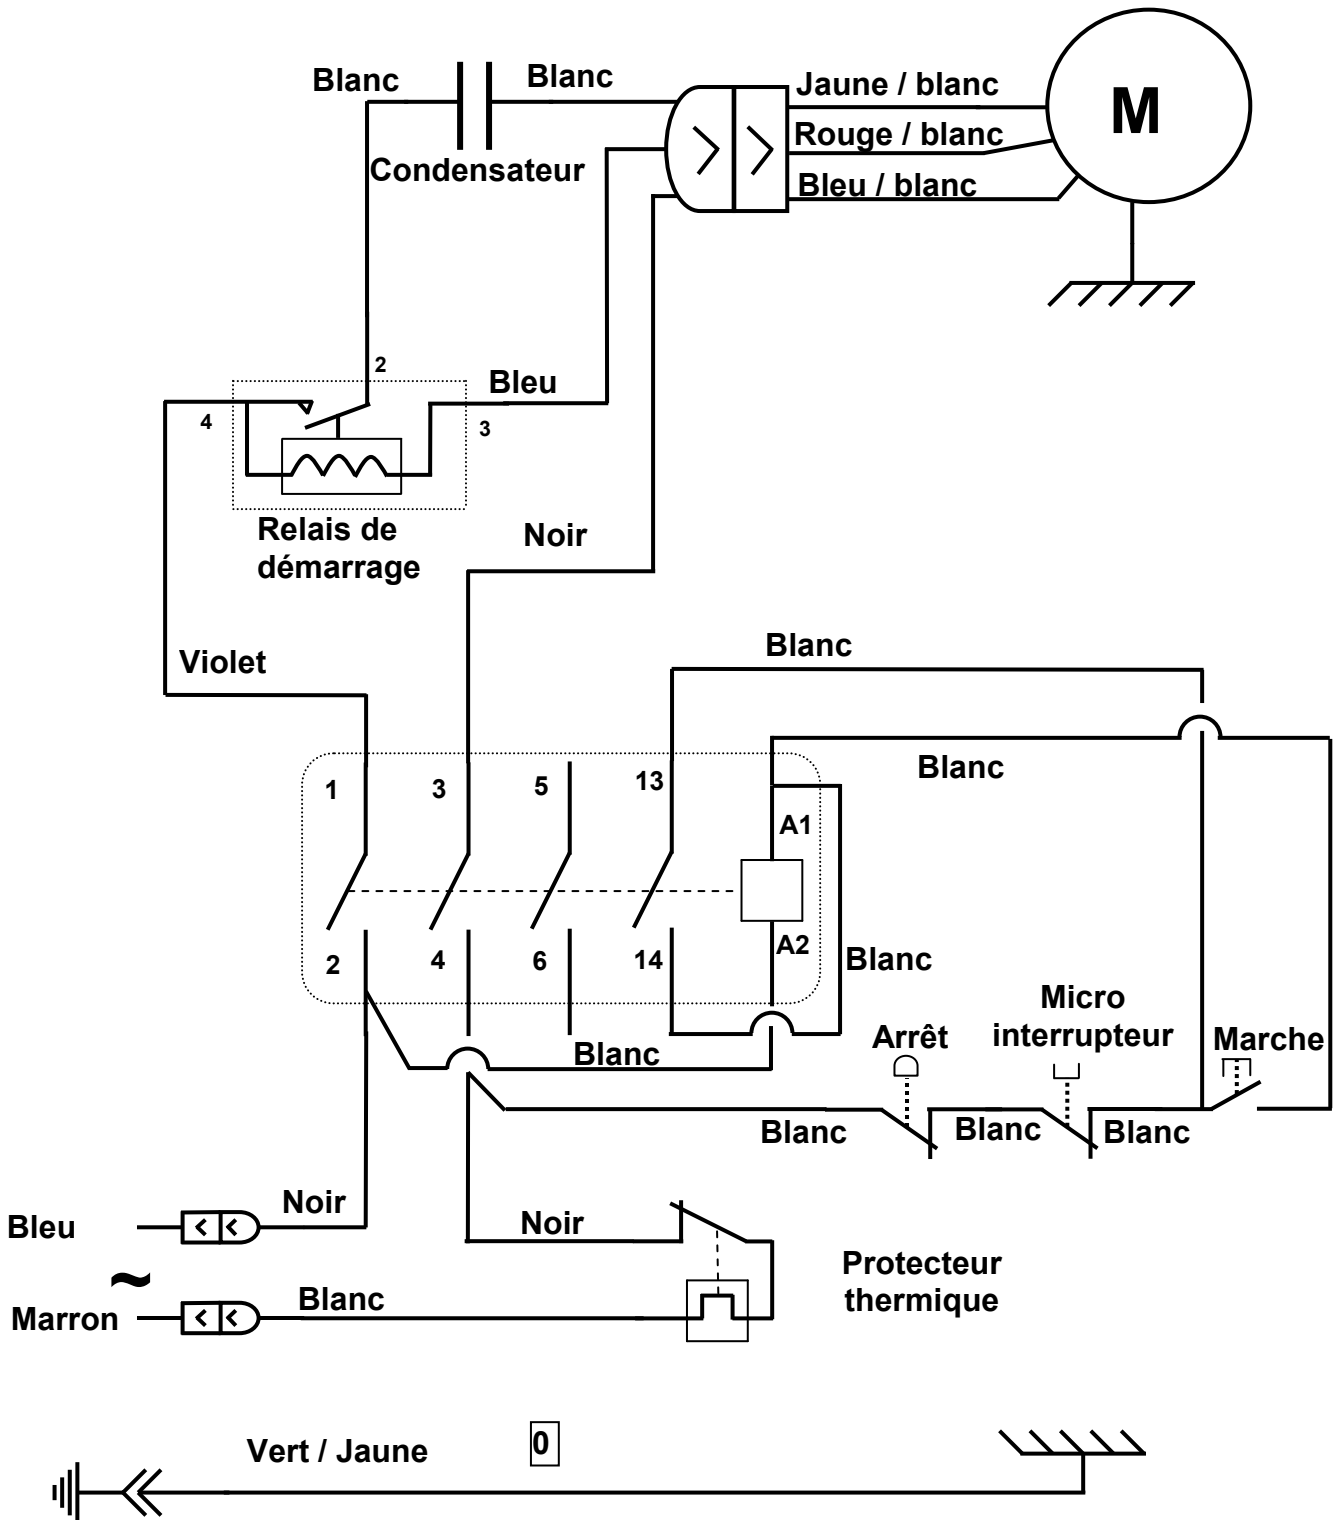 Blanc
Blanc
Condensateur
Jaune / blanc
Rouge / blanc
Bleu / blanc
M
2
Bleu
4
3
Relais de
démarrage
Noir
Violet
Blanc
Blanc
1
3
5
13
A1
2
4
6
14
A2
Blanc
Blanc
Arrêt
Micro
interrupteur
Marche
Blanc
Blanc
Blanc
Bleu
Noir
Noir
~
Marron
Blanc
Protecteur
thermique
Vert / Jaune
0